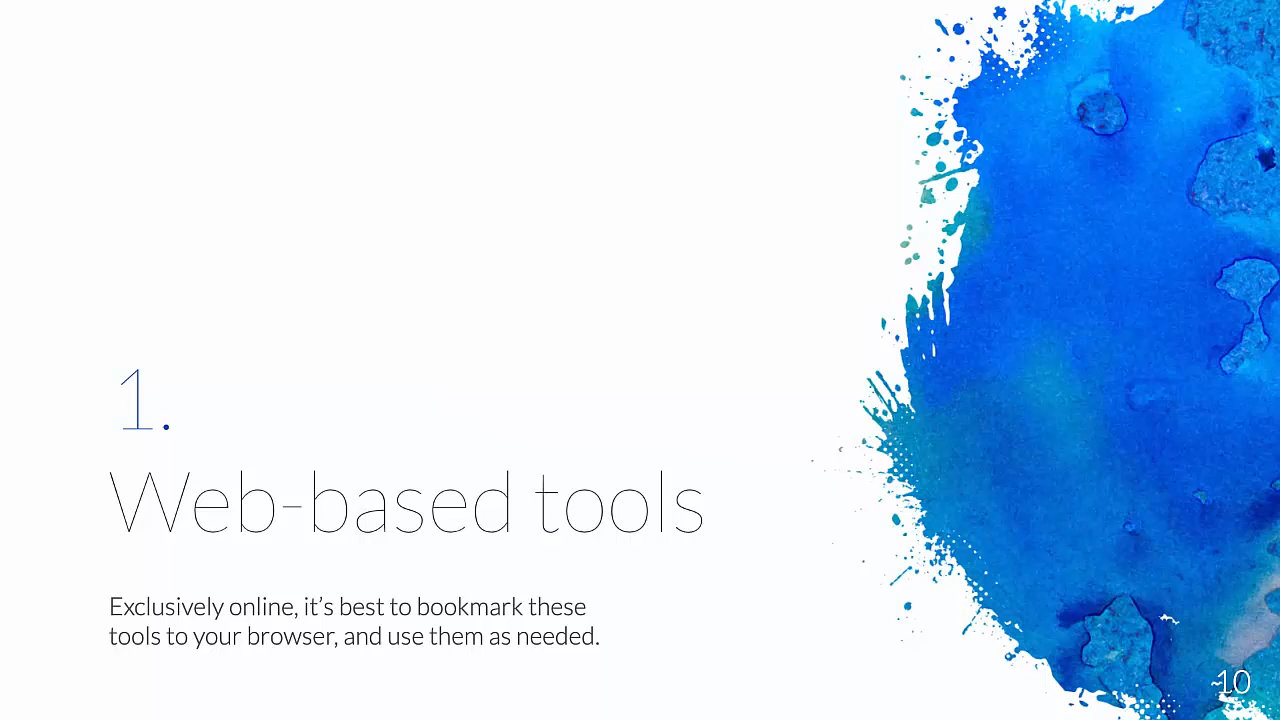 1.
Web-based tools
Exclusively online, it’s best to bookmark these
tools to your browser, and use them as needed.
10